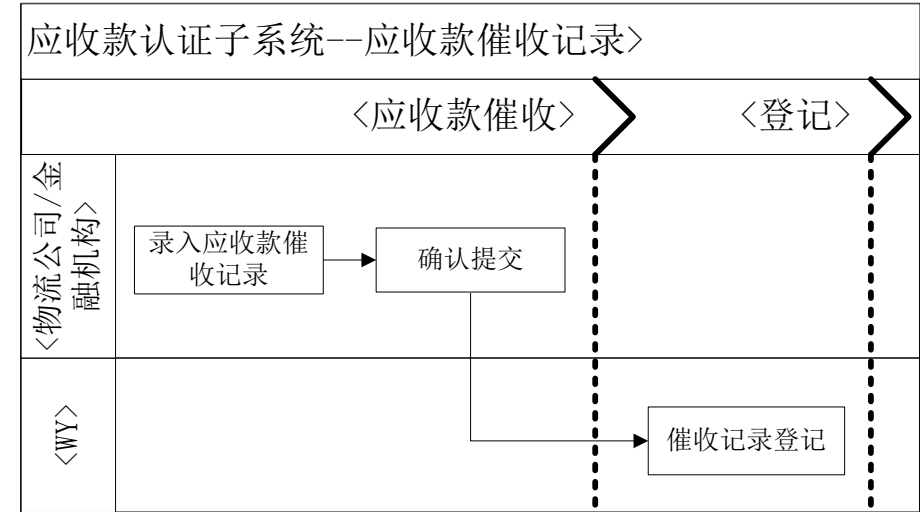 应收款认证子系统--应收款催收记录>
<应收款催收>
<登记>
<物流公司/金
融机构>
录入应收款催
收记录
确认提交
<WY>
催收记录登记